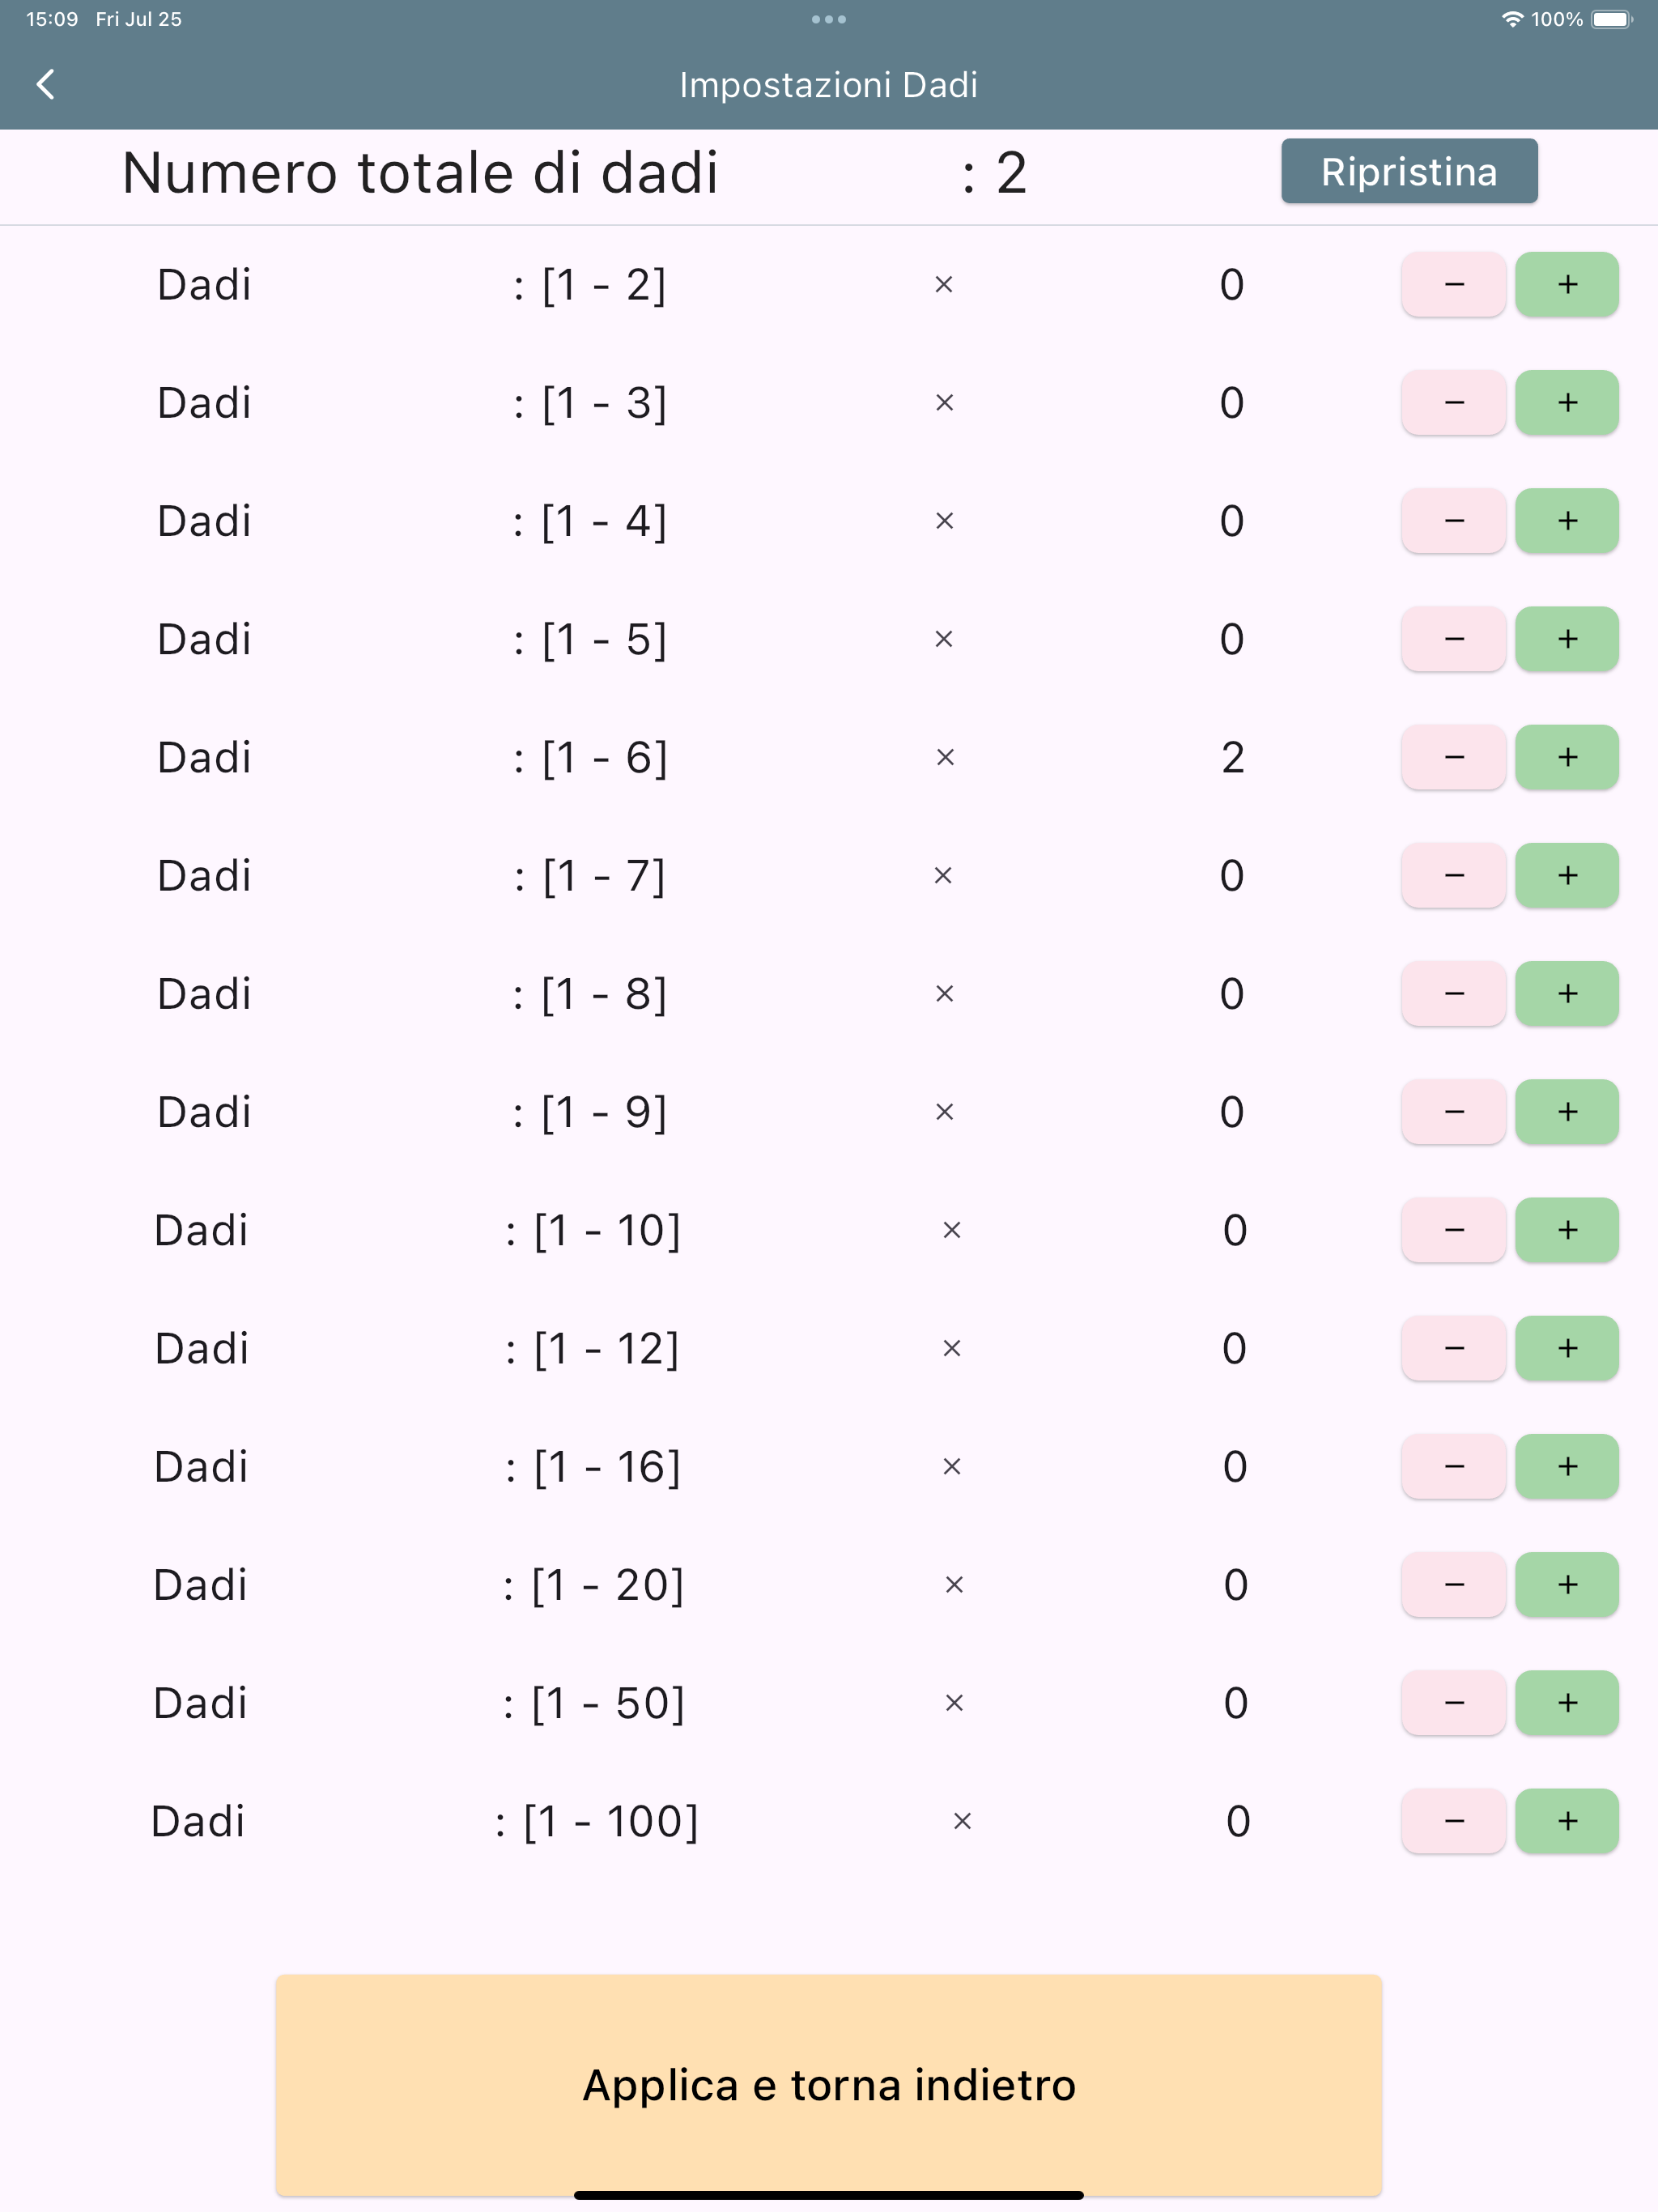 15:09 Fri Jul 25 100%
Impostazioni Dadi
Numero totale di dadi : 2 Ripristina
Dadi : [1 - 2] × 0 − +
Dadi : [1 - 3] × 0 − +
Dadi : [1 - 4] × 0 − +
Dadi : [1 - 5] × 0 − +
Dadi : [1 - 6] × 2 − +
Dadi : [1 - 7] × 0 − +
Dadi : [1 - 8] × 0 − +
Dadi : [1 - 9] × 0 − +
Dadi : [1 - 10] × 0 − +
Dadi : [1 - 12] × 0 − +
Dadi : [1 - 16] × 0 − +
Dadi : [1 - 20] × 0 − +
Dadi : [1 - 50] × 0 − +
Dadi : [1 - 100] × 0 − +
Applica e torna indietro